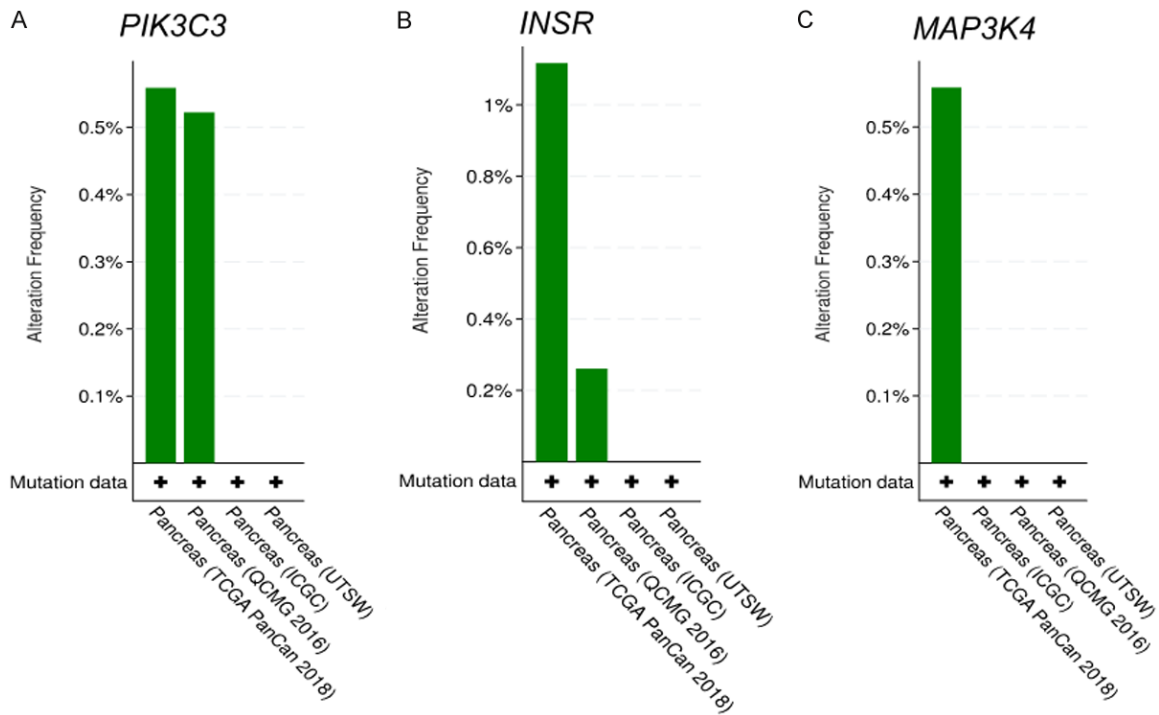 A
PIK3C3
Alteration Frequency
0.5%
0.4%
0.3%
0.2%
0.1%
Mutation data + + + +
Pancreas (TCGA PanCan 2018)
Pancreas (QCMG 2016)
Pancreas (ICGC)
Pancreas (UTSW)
B
INSR
Alteration Frequency
1%
0.8%
0.6%
0.4%
0.2%
Mutation data + + + +
Pancreas (TCGA PanCan 2018)
Pancreas (QCMG 2016)
Pancreas (ICGC)
Pancreas (UTSW)
C
MAP3K4
Alteration Frequency
0.5%
0.4%
0.3%
0.2%
0.1%
Mutation data + + + +
Pancreas (TCGA PanCan 2018)
Pancreas (ICGC)
Pancreas (QCMG 2016)
Pancreas (UTSW)